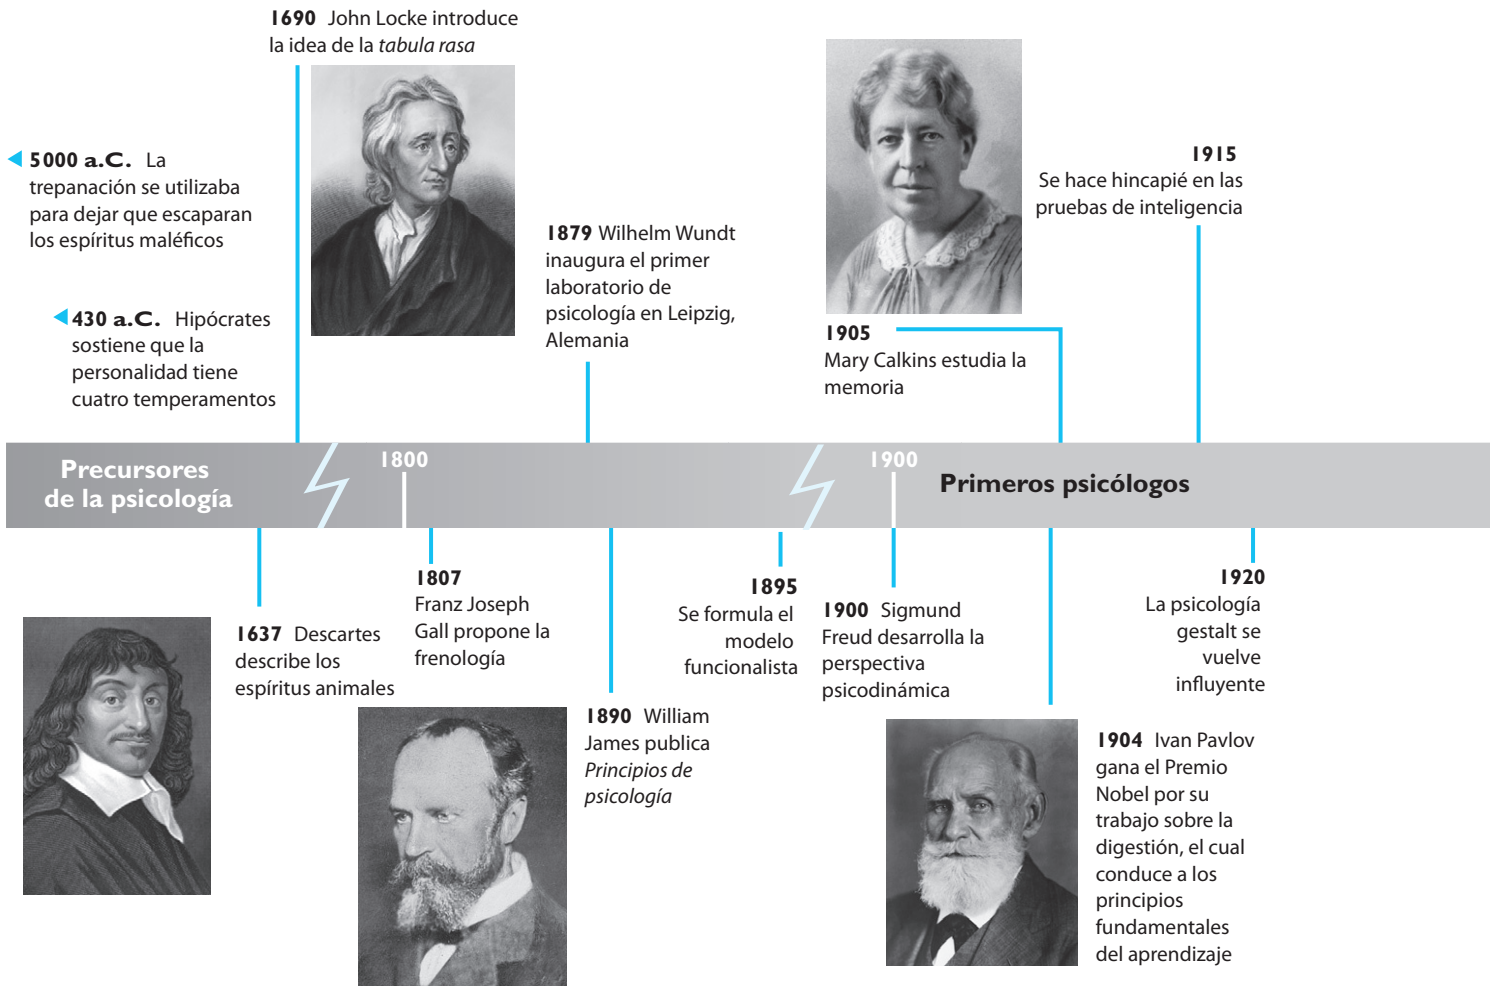 1690 John Locke introduce
la idea de la tabula rasa
5000 a.C. La
trepanación se utilizaba
para dejar que escaparan
los espíritus maléficos
430 a.C. Hipócrates
sostiene que la
personalidad tiene
cuatro temperamentos
1879 Wilhelm Wundt
inaugura el primer
laboratorio de
psicología en Leipzig,
Alemania
1905
Mary Calkins estudia la
memoria
1915
Se hace hincapié en las
pruebas de inteligencia
Precursores
de la psicología
1800
1900
Primeros psicólogos
1637 Descartes
describe los
espíritus animales
1807
Franz Joseph
Gall propone la
frenología
1890 William
James publica
Principios de
psicología
1895
Se formula el
modelo
funcionalista
1900 Sigmund
Freud desarrolla la
perspectiva
psicodinámica
1904 Ivan Pavlov
gana el Premio
Nobel por su
trabajo sobre la
digestión, el cual
conduce a los
principios
fundamentales
del aprendizaje
1920
La psicología
gestalt se
vuelve
influyente